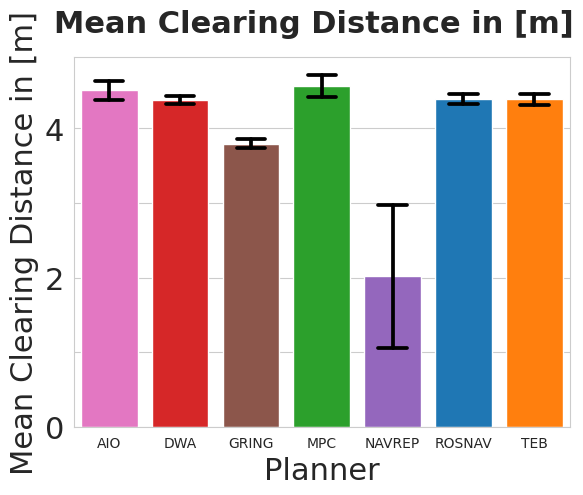 Mean Clearing Distance in [m]
Mean Clearing Distance in [m]
4
2
0
AIO DWA GRING MPC NAVREP ROSNAV TEB
Planner